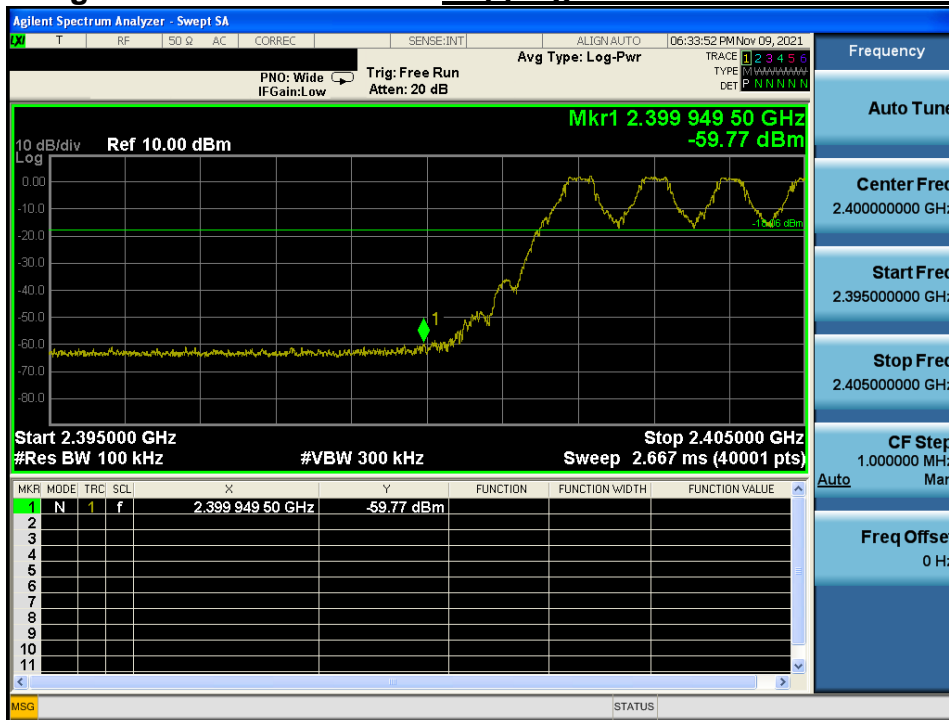 Agilent Spectrum Analyzer - Swept SA
LXI T RF 50 Ω AC CORREC SENSE:INT ALIGN AUTO 06:33:52 PM Nov 09, 2021
Frequency
Avg Type: Log-Pwr TRACE 1 2 3 4 5 6
PNO: Wide Trig: Free Run TYPE M
IFGain:Low Atten: 20 dB DET P N N N N N
Auto Tune
Mkr1 2.399 949 50 GHz
-59.77 dBm
10 dB/div Ref 10.00 dBm
Log
0.00
-10.0
-20.0
-30.0
-40.0
-50.0
-60.0
-70.0
-80.0
1
Center Freq
2.400000000 GHz
Start Freq
2.395000000 GHz
Stop Freq
2.405000000 GHz
Start 2.395000 GHz Stop 2.405000 GHz
#Res BW 100 kHz #VBW 300 kHz Sweep 2.667 ms (40001 pts)
CF Step
1.000000 MHz
Auto Man
MKR MODE TRC SCL X Y FUNCTION FUNCTION WIDTH FUNCTION VALUE
1 N 1 f 2.399 949 50 GHz -59.77 dBm
2
3
4
5
6
7
8
9
10
11
Freq Offset
0 Hz
MSG STATUS